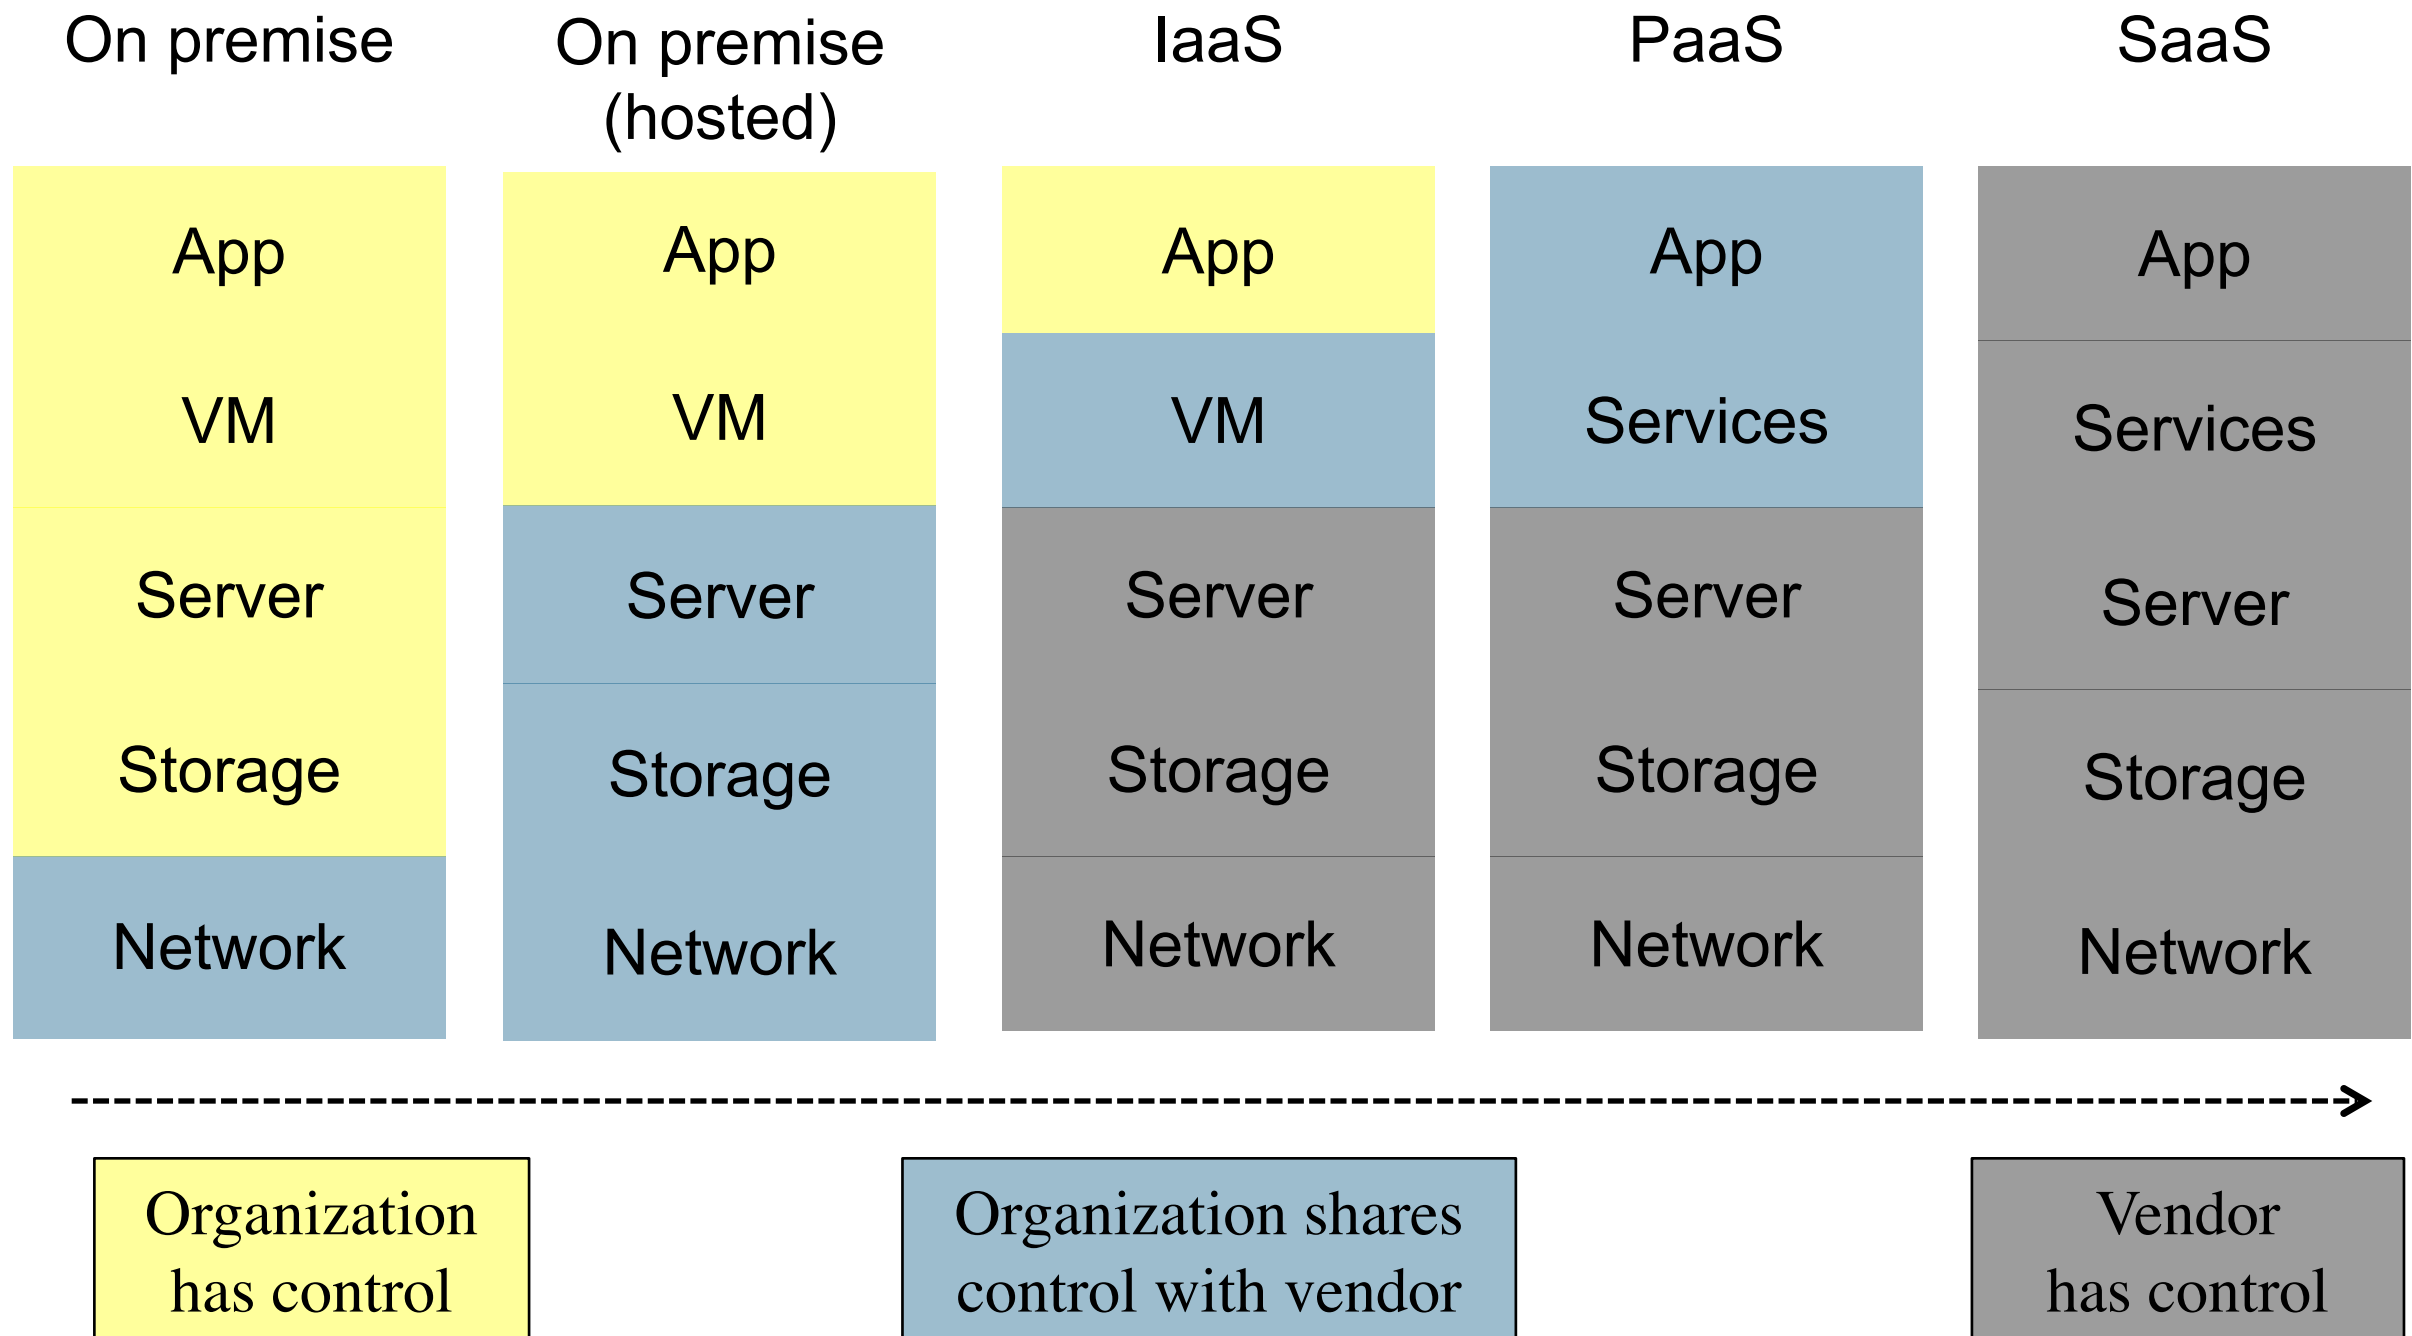 On premise
On premise
(hosted)
IaaS
PaaS
SaaS
App
VM
Server
Storage
Network
App
VM
Server
Storage
Network
App
VM
Server
Storage
Network
App
Services
Server
Storage
Network
App
Services
Server
Storage
Network
Organization
has control
Organization shares
control with vendor
Vendor
has control